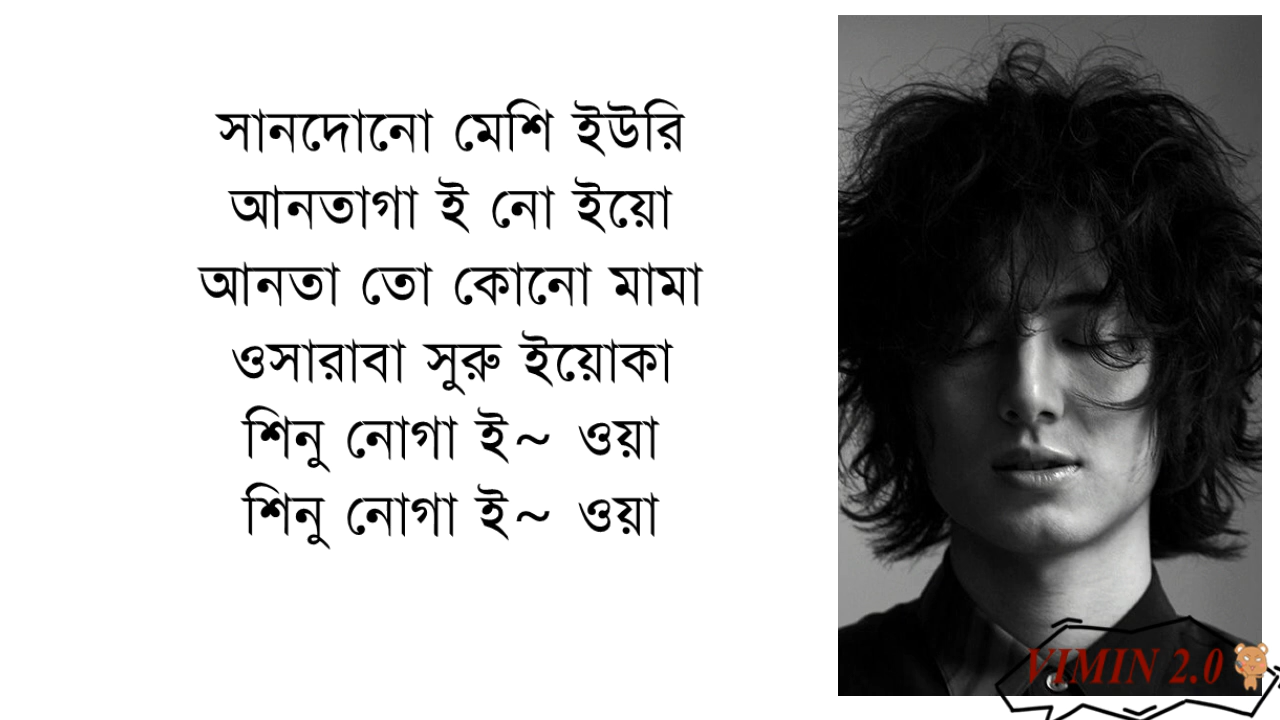 সানদোনো মেশি ইউরি
আনতাগা ই নো ইয়ো
আনতা তো কোনো মামা
ওসারাবা সুরু ইয়োকা
শিনু নোগা ই~ ওয়া
শিনু নোগা ই~ ওয়া
VIMIN 2.0